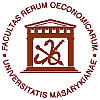 FACULTAS RERUM OECONOMICARUM
UNIVERSITATIS MASARYKIANAE